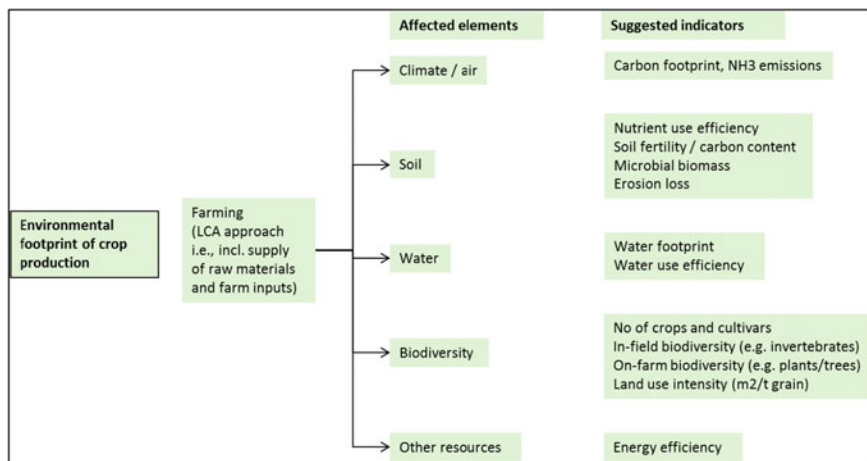 Affected elements
Suggested indicators
Climate / air
Carbon footprint, NH3 emissions
Soil
Nutrient use efficiency
Soil fertility / carbon content
Microbial biomass
Erosion loss
Environmental
footprint of crop
production
Farming
(LCA approach
i.e., incl. supply
of raw materials
and farm inputs)
Water
Water footprint
Water use efficiency
Biodiversity
No of crops and cultivars
In-field biodiversity (e.g. invertebrates)
On-farm biodiversity (e.g. plants/trees)
Land use intensity (m2/t grain)
Other resources
Energy efficiency